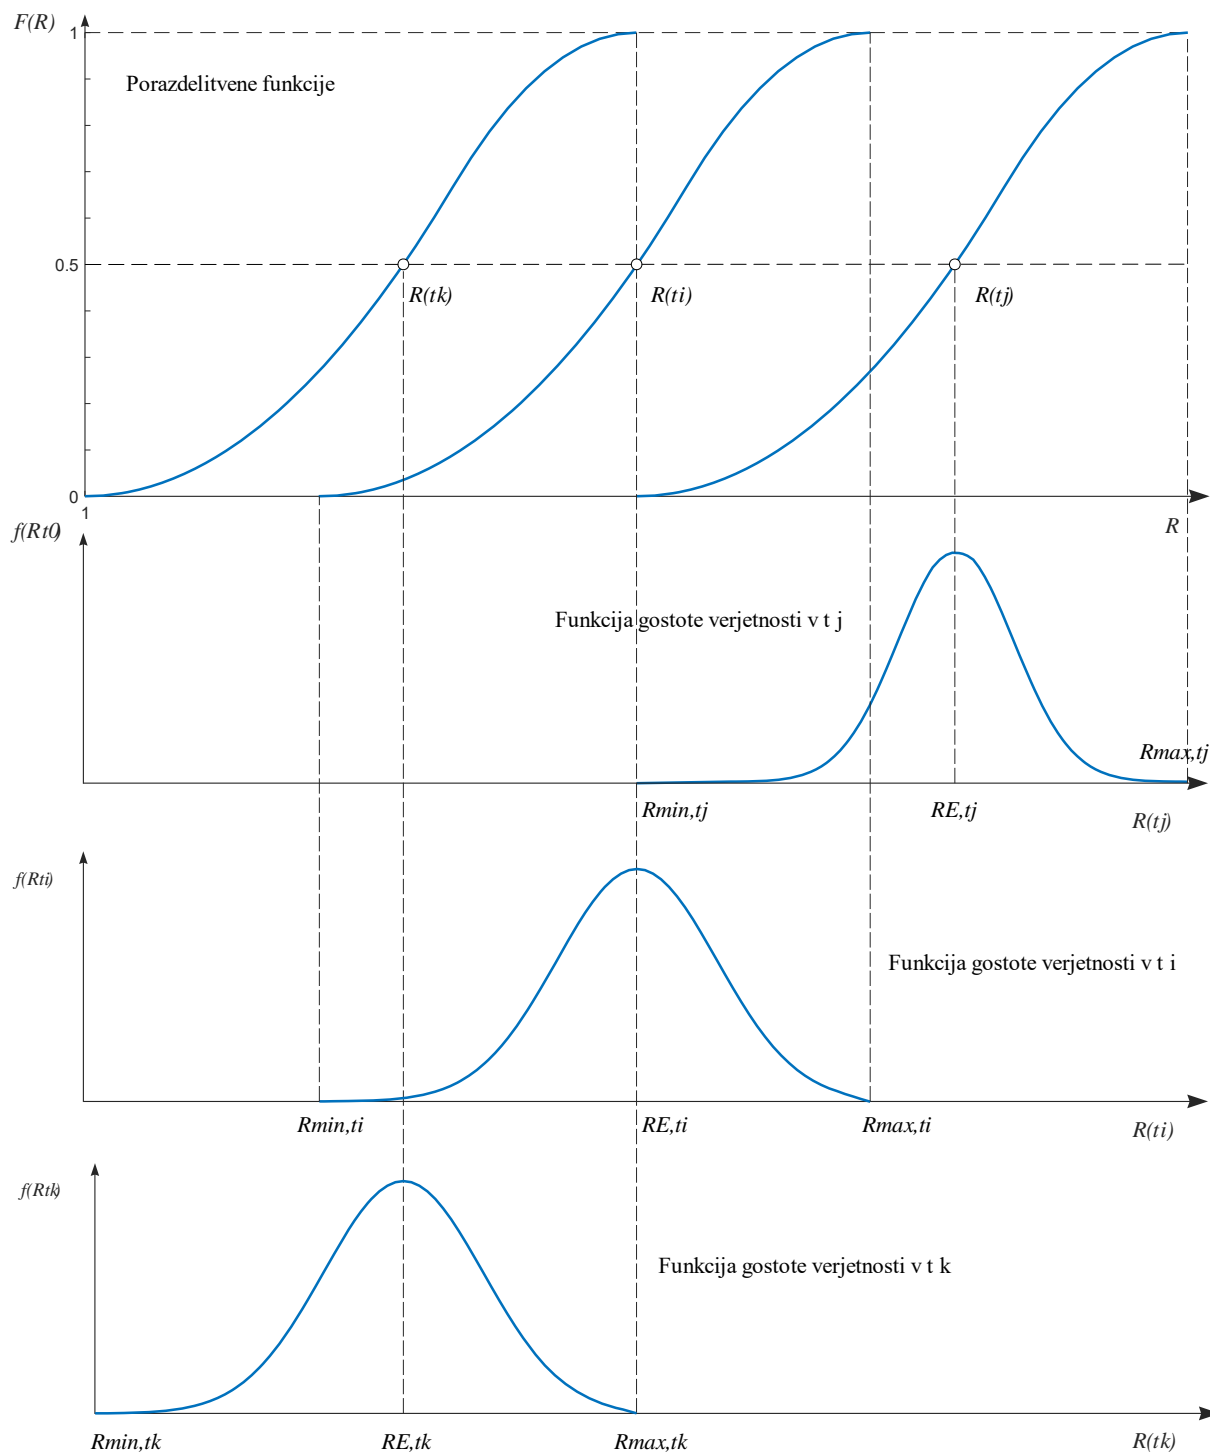 F(R)
1
Porazdelitvene funkcije
0.5
R(tk)
R(ti)
R(tj)
0
1
R
f(Rt0)
Funkcija gostote verjetnosti v t j
Rmax,tj
Rmin,tj
RE,tj
R(tj)
f(Rti)
Funkcija gostote verjetnosti v t i
Rmin,ti
RE,ti
Rmax,ti
R(ti)
f(Rtk)
Funkcija gostote verjetnosti v t k
Rmin,tk
RE,tk
Rmax,tk
R(tk)